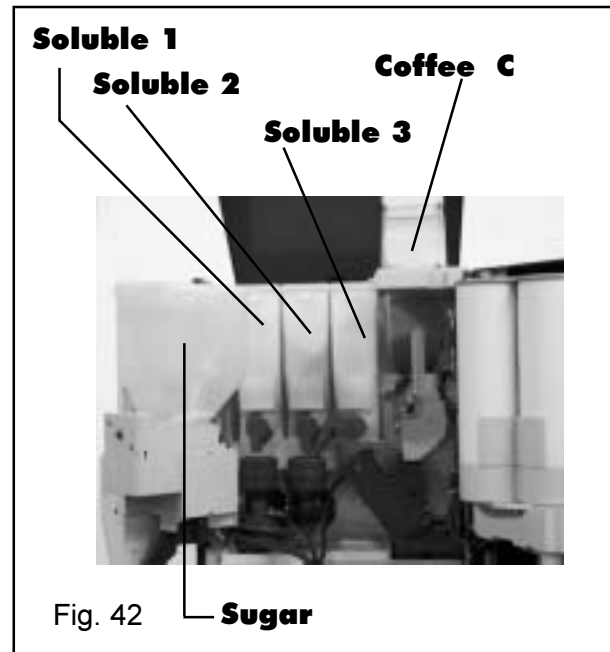 Soluble 1
Soluble 2
Coffee C
Soluble 3
Fig. 42
Sugar